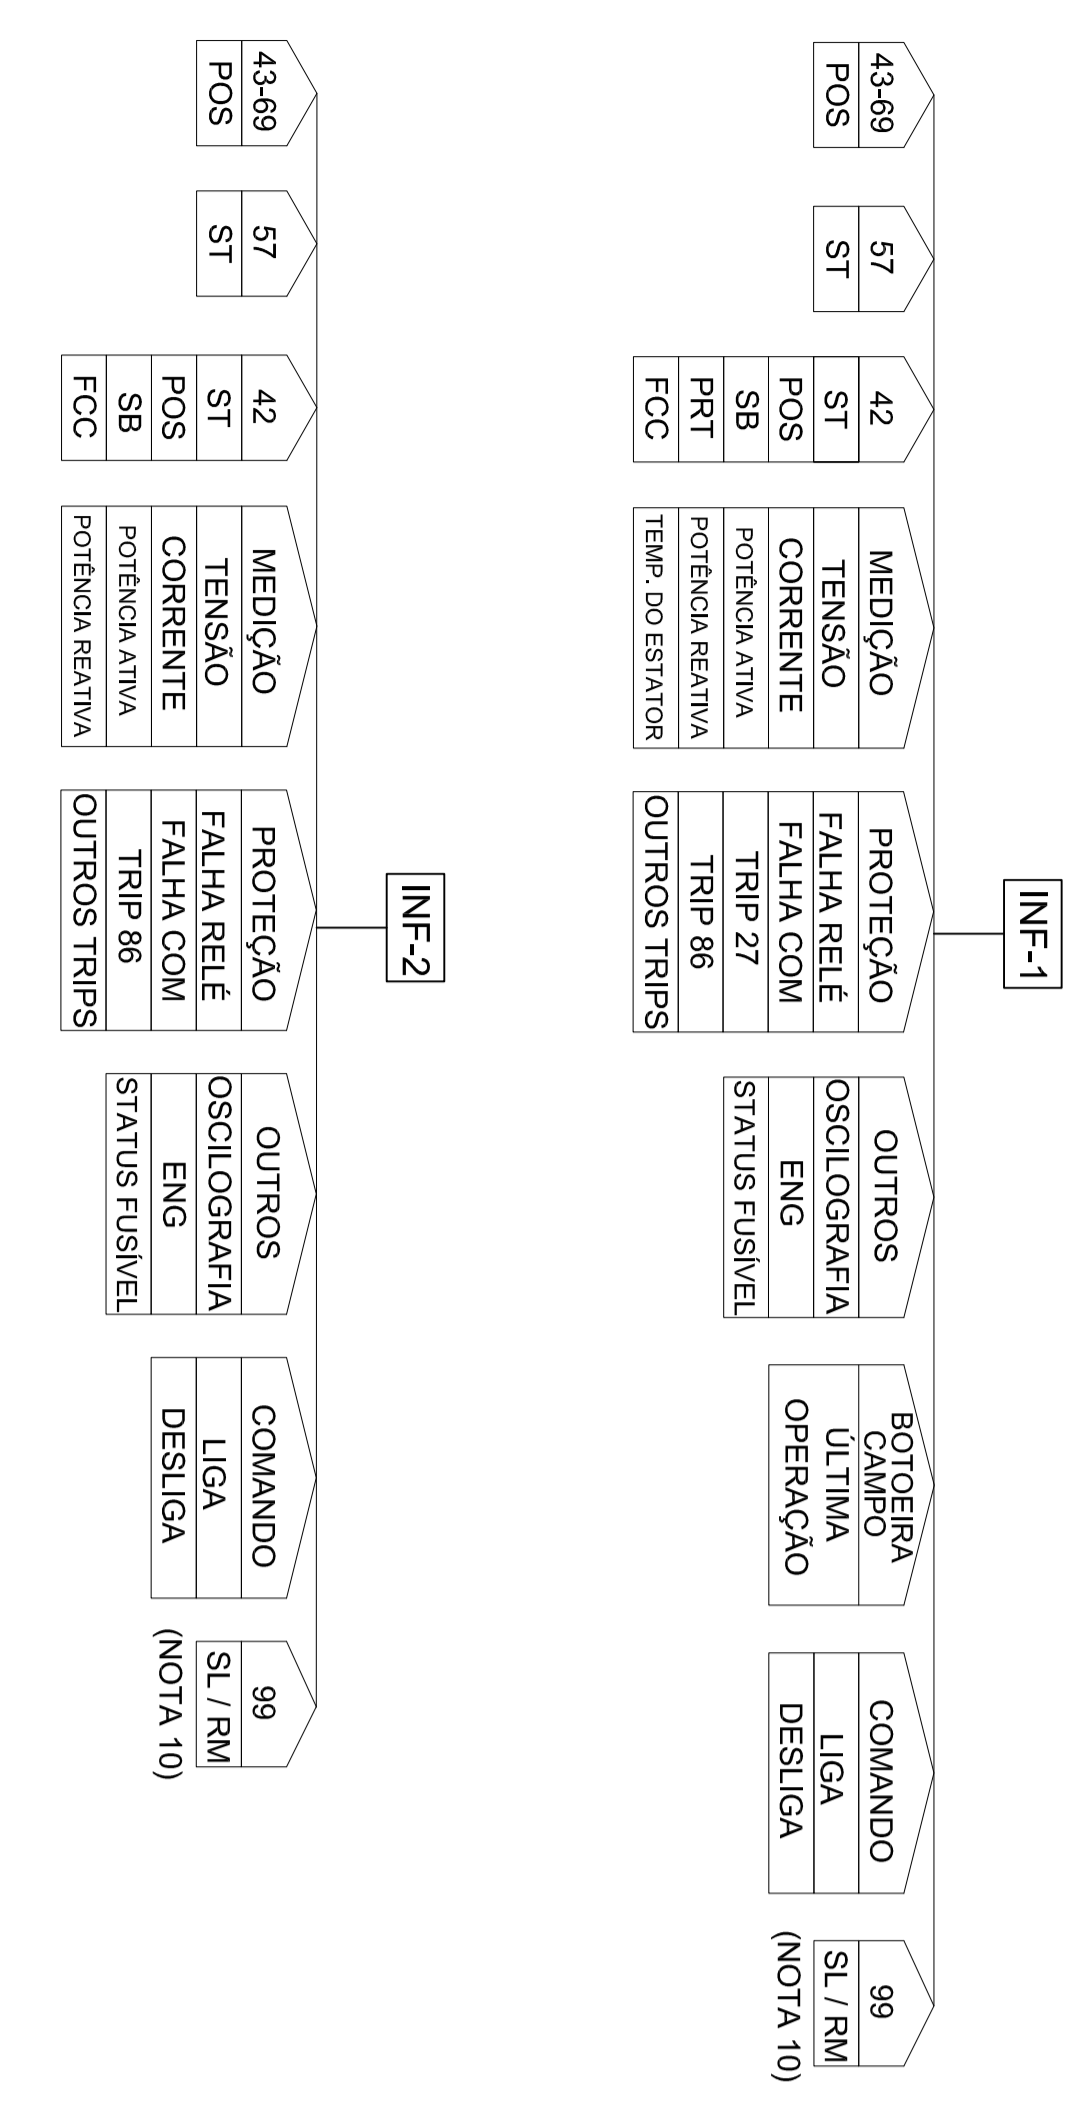 INF-1
43-69
POS
57
ST
42
ST
POS
SB
PRT
FCC
MEDIÇÃO
TENSÃO
CORRENTE
POTÊNCIA ATIVA
POTÊNCIA REATIVA
TEMP. DO ESTATOR
PROTEÇÃO
FALHA RELÉ
FALHA COM
TRIP 27
TRIP 86
OUTROS TRIPS
OUTROS
OSCILOGRAFIA
ENG
STATUS FUSÍVEL
BOTOEIRA
CAMPO
ÚLTIMA
OPERAÇÃO
COMANDO
LIGA
DESLIGA
99
SL / RM
(NOTA 10)
INF-2
43-69
POS
57
ST
42
ST
POS
SB
FCC
MEDIÇÃO
TENSÃO
CORRENTE
POTÊNCIA ATIVA
POTÊNCIA REATIVA
PROTEÇÃO
FALHA RELÉ
FALHA COM
TRIP 86
OUTROS TRIPS
OUTROS
OSCILOGRAFIA
ENG
STATUS FUSÍVEL
COMANDO
LIGA
DESLIGA
99
SL / RM
(NOTA 10)